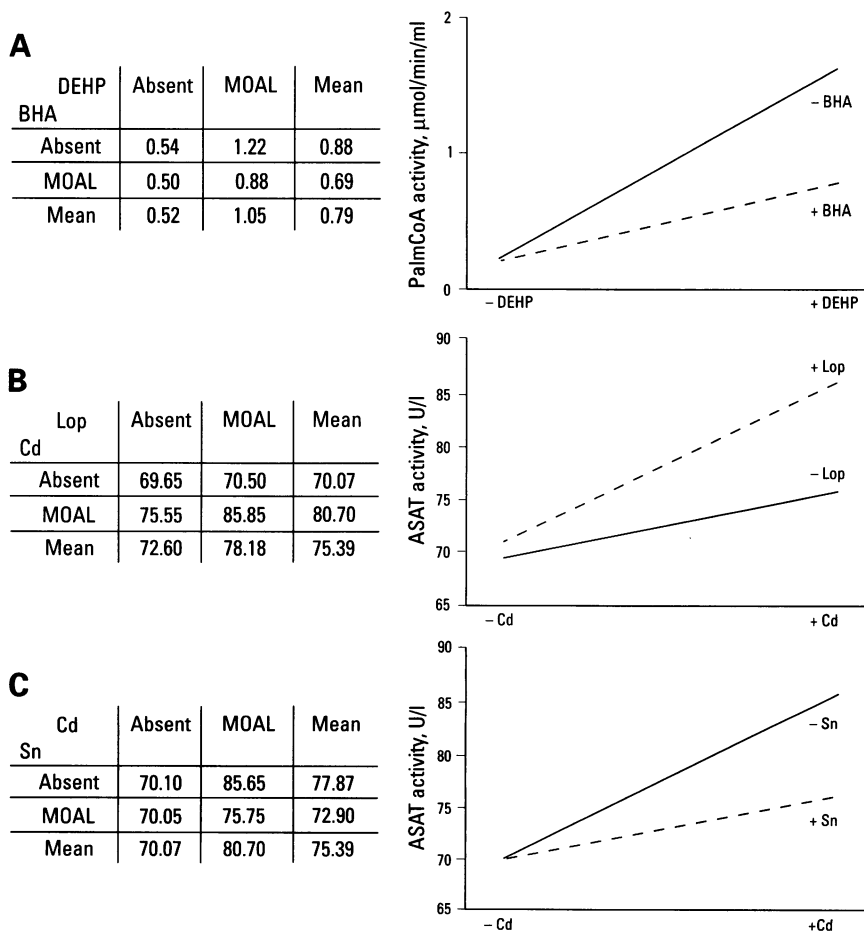 A
DEHP Absent MOAL Mean
BHA
Absent 0.54 1.22 0.88
MOAL 0.50 0.88 0.69
Mean 0.52 1.05 0.79
PalmCoA activity, µmol/min/ml
2
1
0
– BHA
+ BHA
– DEHP + DEHP
B
Lop Absent MOAL Mean
Cd
Absent 69.65 70.50 70.07
MOAL 75.55 85.85 80.70
Mean 72.60 78.18 75.39
ASAT activity, U/l
90
85
80
75
70
65
+ Lop
– Lop
– Cd + Cd
C
Cd Absent MOAL Mean
Sn
Absent 70.10 85.65 77.87
MOAL 70.05 75.75 72.90
Mean 70.07 80.70 75.39
ASAT activity, U/l
90
85
80
75
70
65
– Sn
+ Sn
– Cd +Cd